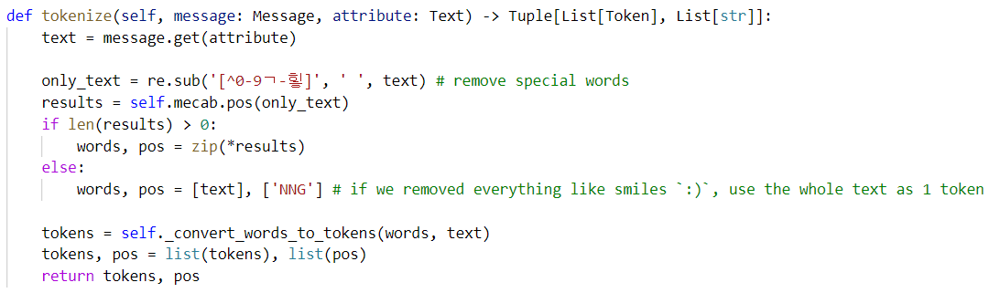 def tokenize(self, message: Message, attribute: Text) -> Tuple[List[Token], List[str]]:
    text = message.get(attribute)

    only_text = re.sub('[^0-9ㄱ-힣]', ' ', text) # remove special words
    results = self.mecab.pos(only_text)
    if len(results) > 0:
        words, pos = zip(*results)
    else:
        words, pos = [text], ['NNG'] # if we removed everything like smiles `:)`, use the whole text as 1 token

    tokens = self._convert_words_to_tokens(words, text)
    tokens, pos = list(tokens), list(pos)
    return tokens, pos